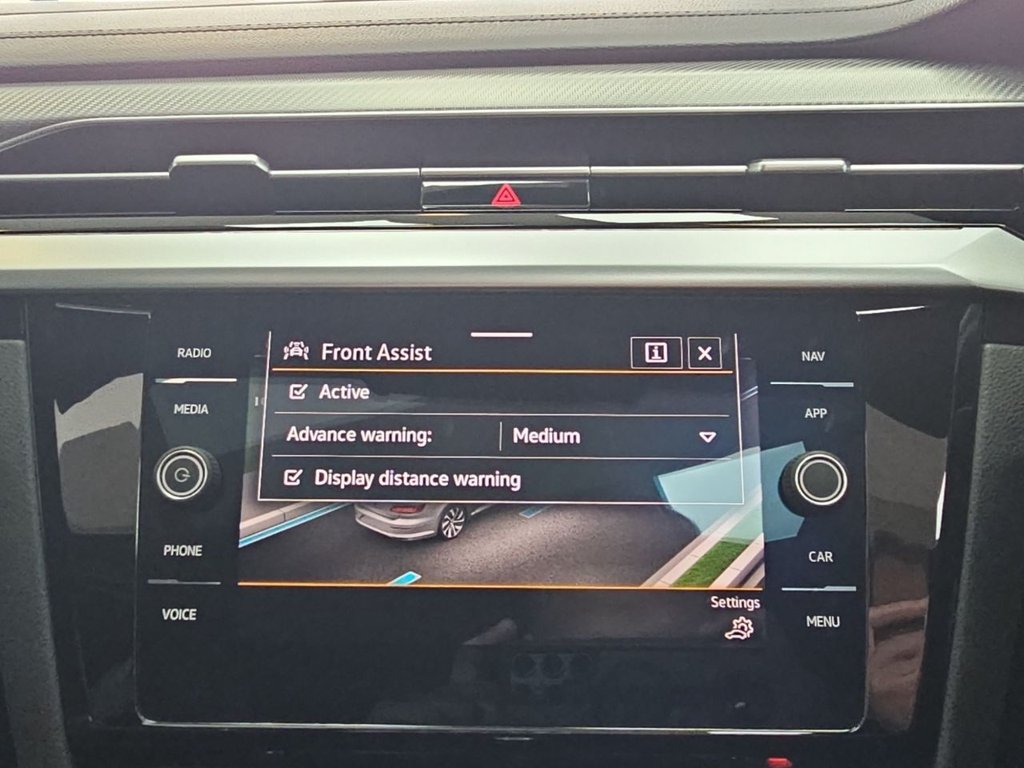 RADIO
MEDIA
PHONE
VOICE
Front Assist
Active
Advance warning: Medium
Display distance warning
Settings
NAV
APP
CAR
MENU